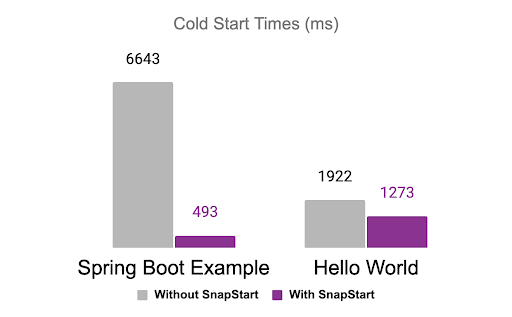 Cold Start Times (ms)
6643
493
1922
1273
Spring Boot Example
Hello World
Without SnapStart
With SnapStart